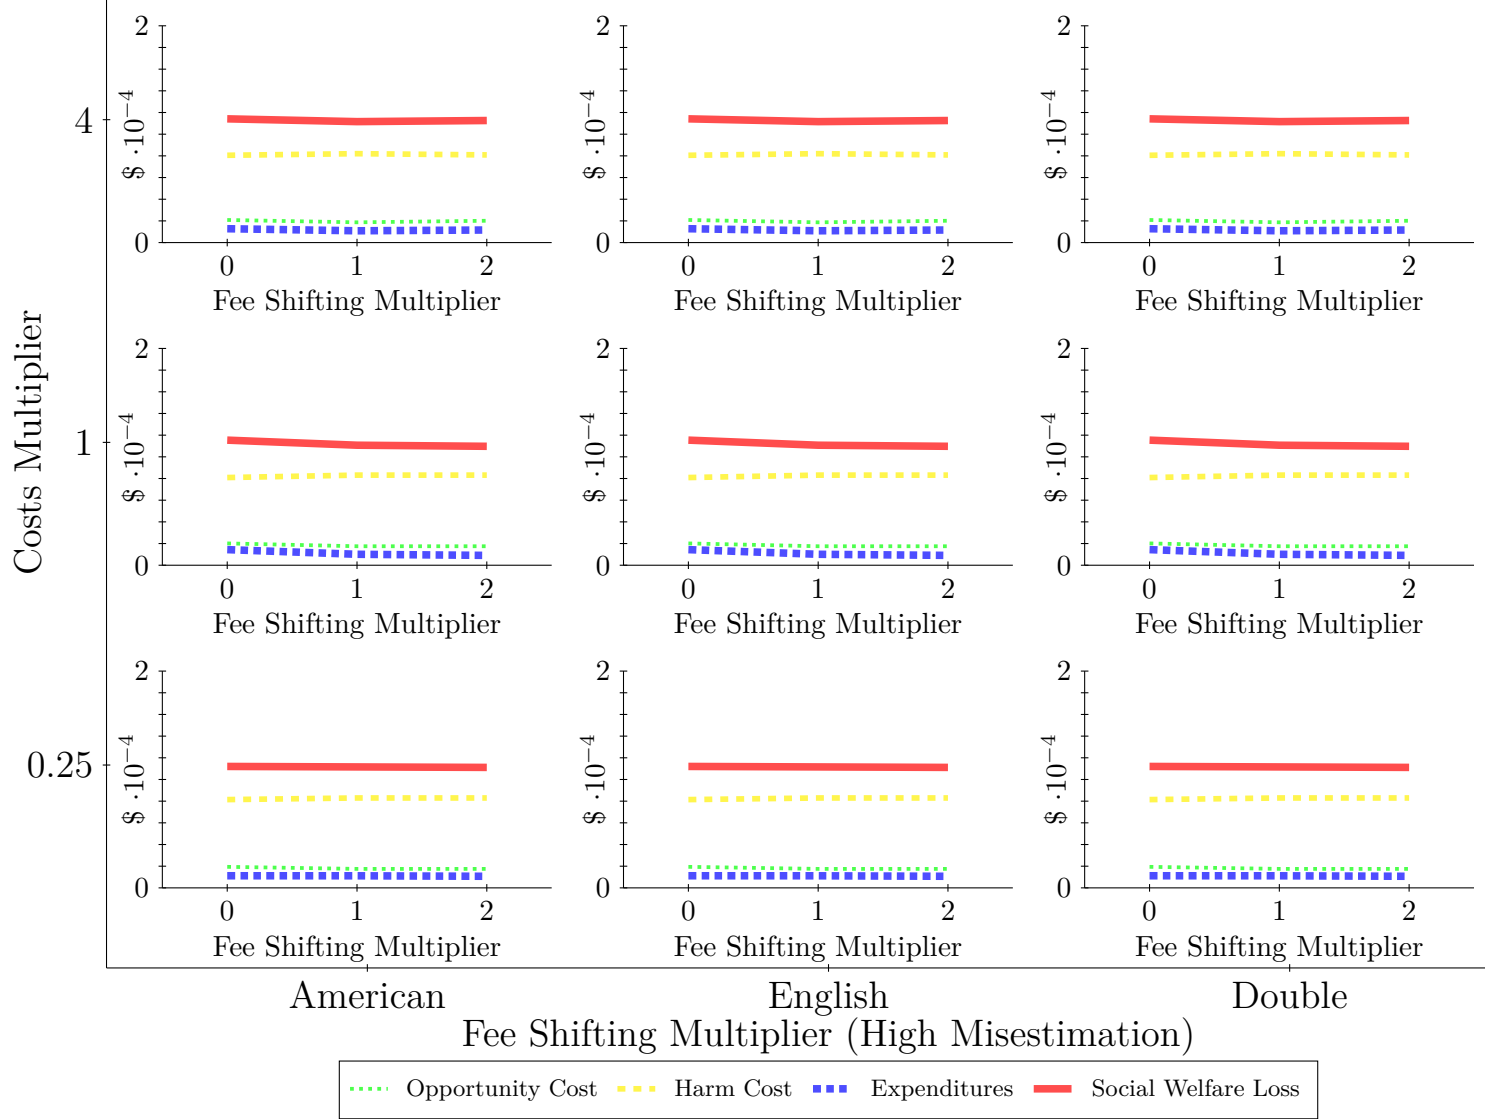 Costs Multiplier
4
2
$ ·10⁻⁴
0
0 1 2
Fee Shifting Multiplier
2
$ ·10⁻⁴
0
0 1 2
Fee Shifting Multiplier
2
$ ·10⁻⁴
0
0 1 2
Fee Shifting Multiplier
1
2
$ ·10⁻⁴
0
0 1 2
Fee Shifting Multiplier
2
$ ·10⁻⁴
0
0 1 2
Fee Shifting Multiplier
2
$ ·10⁻⁴
0
0 1 2
Fee Shifting Multiplier
0.25
2
$ ·10⁻⁴
0
0 1 2
Fee Shifting Multiplier
2
$ ·10⁻⁴
0
0 1 2
Fee Shifting Multiplier
2
$ ·10⁻⁴
0
0 1 2
Fee Shifting Multiplier
American English Double
Fee Shifting Multiplier (High Misestimation)
Opportunity Cost Harm Cost Expenditures Social Welfare Loss